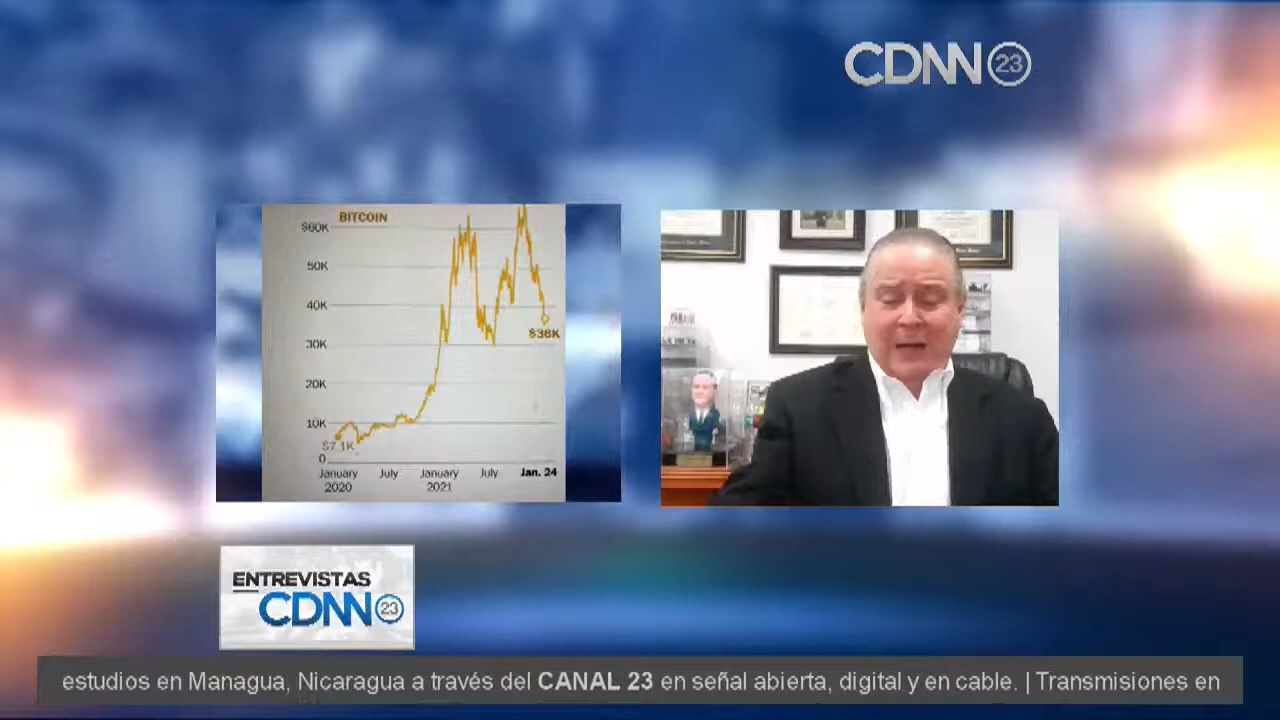 CDNN 23
BITCOIN
$60K
50K
40K
$36K
30K
20K
10K
$7.1K
0
January July January July Jan. 24
2020 2021
ENTREVISTAS
CDNN 23
estudios en Managua, Nicaragua a través del CANAL 23 en señal abierta, digital y en cable. | Transmisiones en